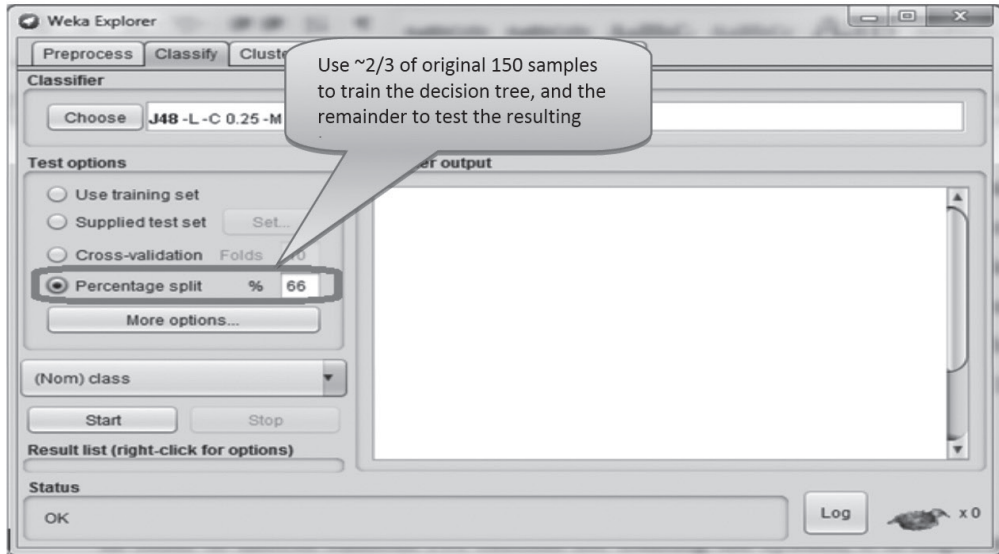 Weka Explorer
Preprocess Classify
Use ~2/3 of original 150 samples
to train the decision tree, and the
remainder to test the resulting
Classifier
Choose J48 -L -C 0.25 -M
Test options
output
Use training set
Supplied test set Set...
Cross-validation Folds
Percentage split % 66
More options...
(Nom) class
Start Stop
Result list (right-click for options)
Status
OK
Log x 0